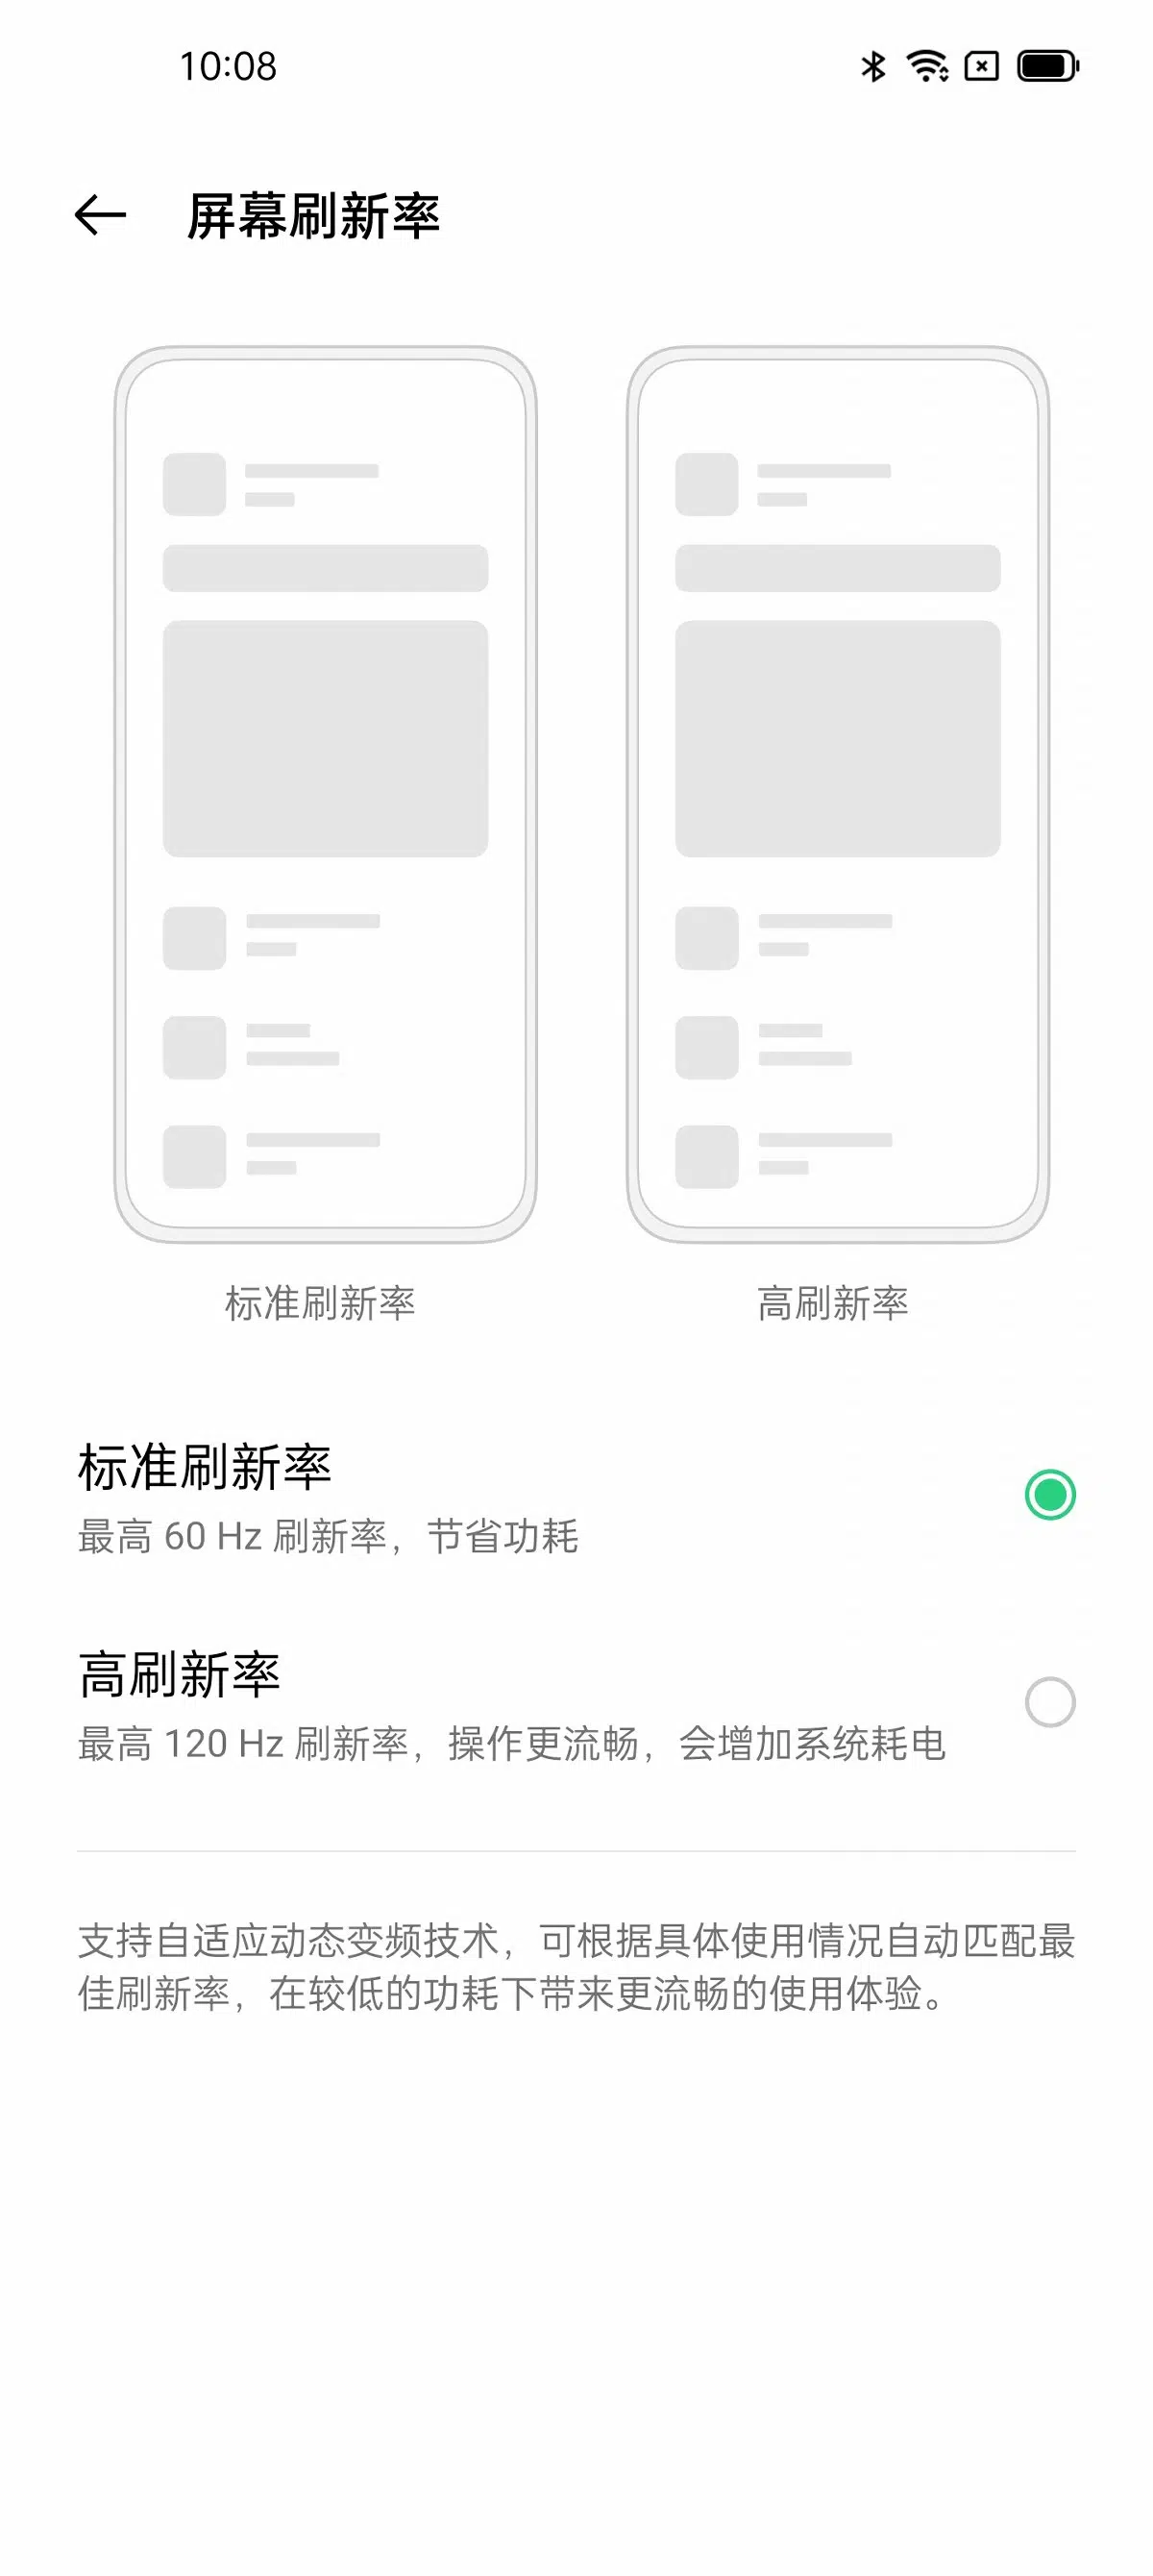 10:08
屏幕刷新率
标准刷新率
高刷新率
标准刷新率
最高 60 Hz 刷新率，节省功耗
高刷新率
最高 120 Hz 刷新率，操作更流畅，会增加系统耗电
支持自适应动态变频技术，可根据具体使用情况自动匹配最
佳刷新率，在较低的功耗下带来更流畅的使用体验。